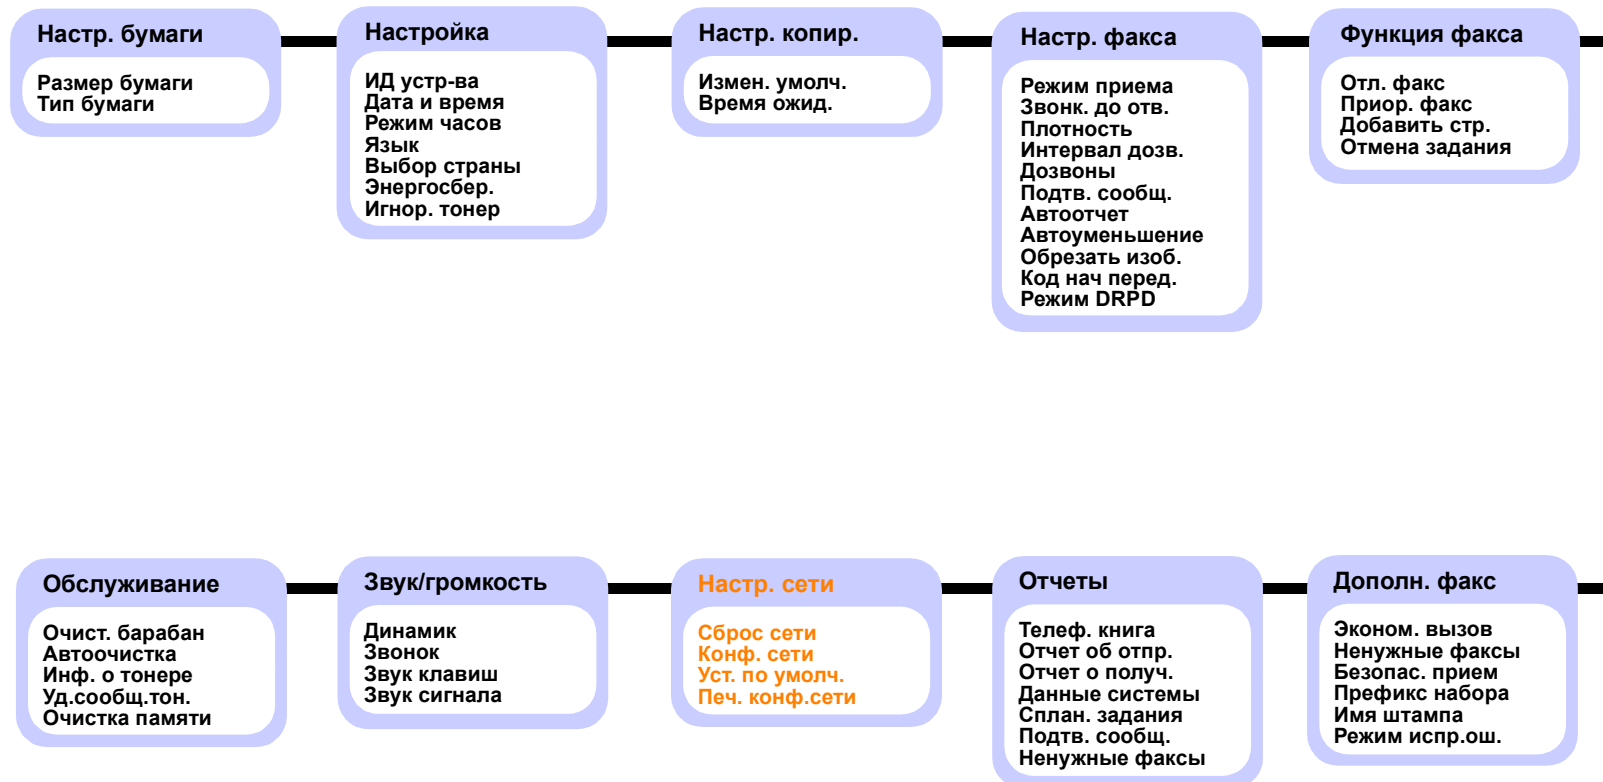 Настр. бумаги
Размер бумаги
Тип бумаги
Настройка
ИД устр-ва
Дата и время
Режим часов
Язык
Выбор страны
Энергосбер.
Игнор. тонер
Настр. копир.
Измен. умолч.
Время ожид.
Настр. факса
Режим приема
Звонк. до отв.
Плотность
Интервал дозв.
Дозвоны
Подтв. сообщ.
Автоотчет
Автоуменьшение
Обрезать изоб.
Код нач перед.
Режим DRPD
Функция факса
Отл. факс
Приор. факс
Добавить стр.
Отмена задания
Обслуживание
Очист. барабан
Автоочистка
Инф. о тонере
Уд.сообщ.тон.
Очистка памяти
Звук/громкость
Динамик
Звонок
Звук клавиш
Звук сигнала
Настр. сети
Сброс сети
Конф. сети
Уст. по умолч.
Печ. конф.сети
Отчеты
Телеф. книга
Отчет об отпр.
Отчет о получ.
Данные системы
Сплан. задания
Подтв. сообщ.
Ненужные факсы
Дополн. факс
Эконом. вызов
Ненужные факсы
Безопас. прием
Префикс набора
Имя штампа
Режим испр.ош.